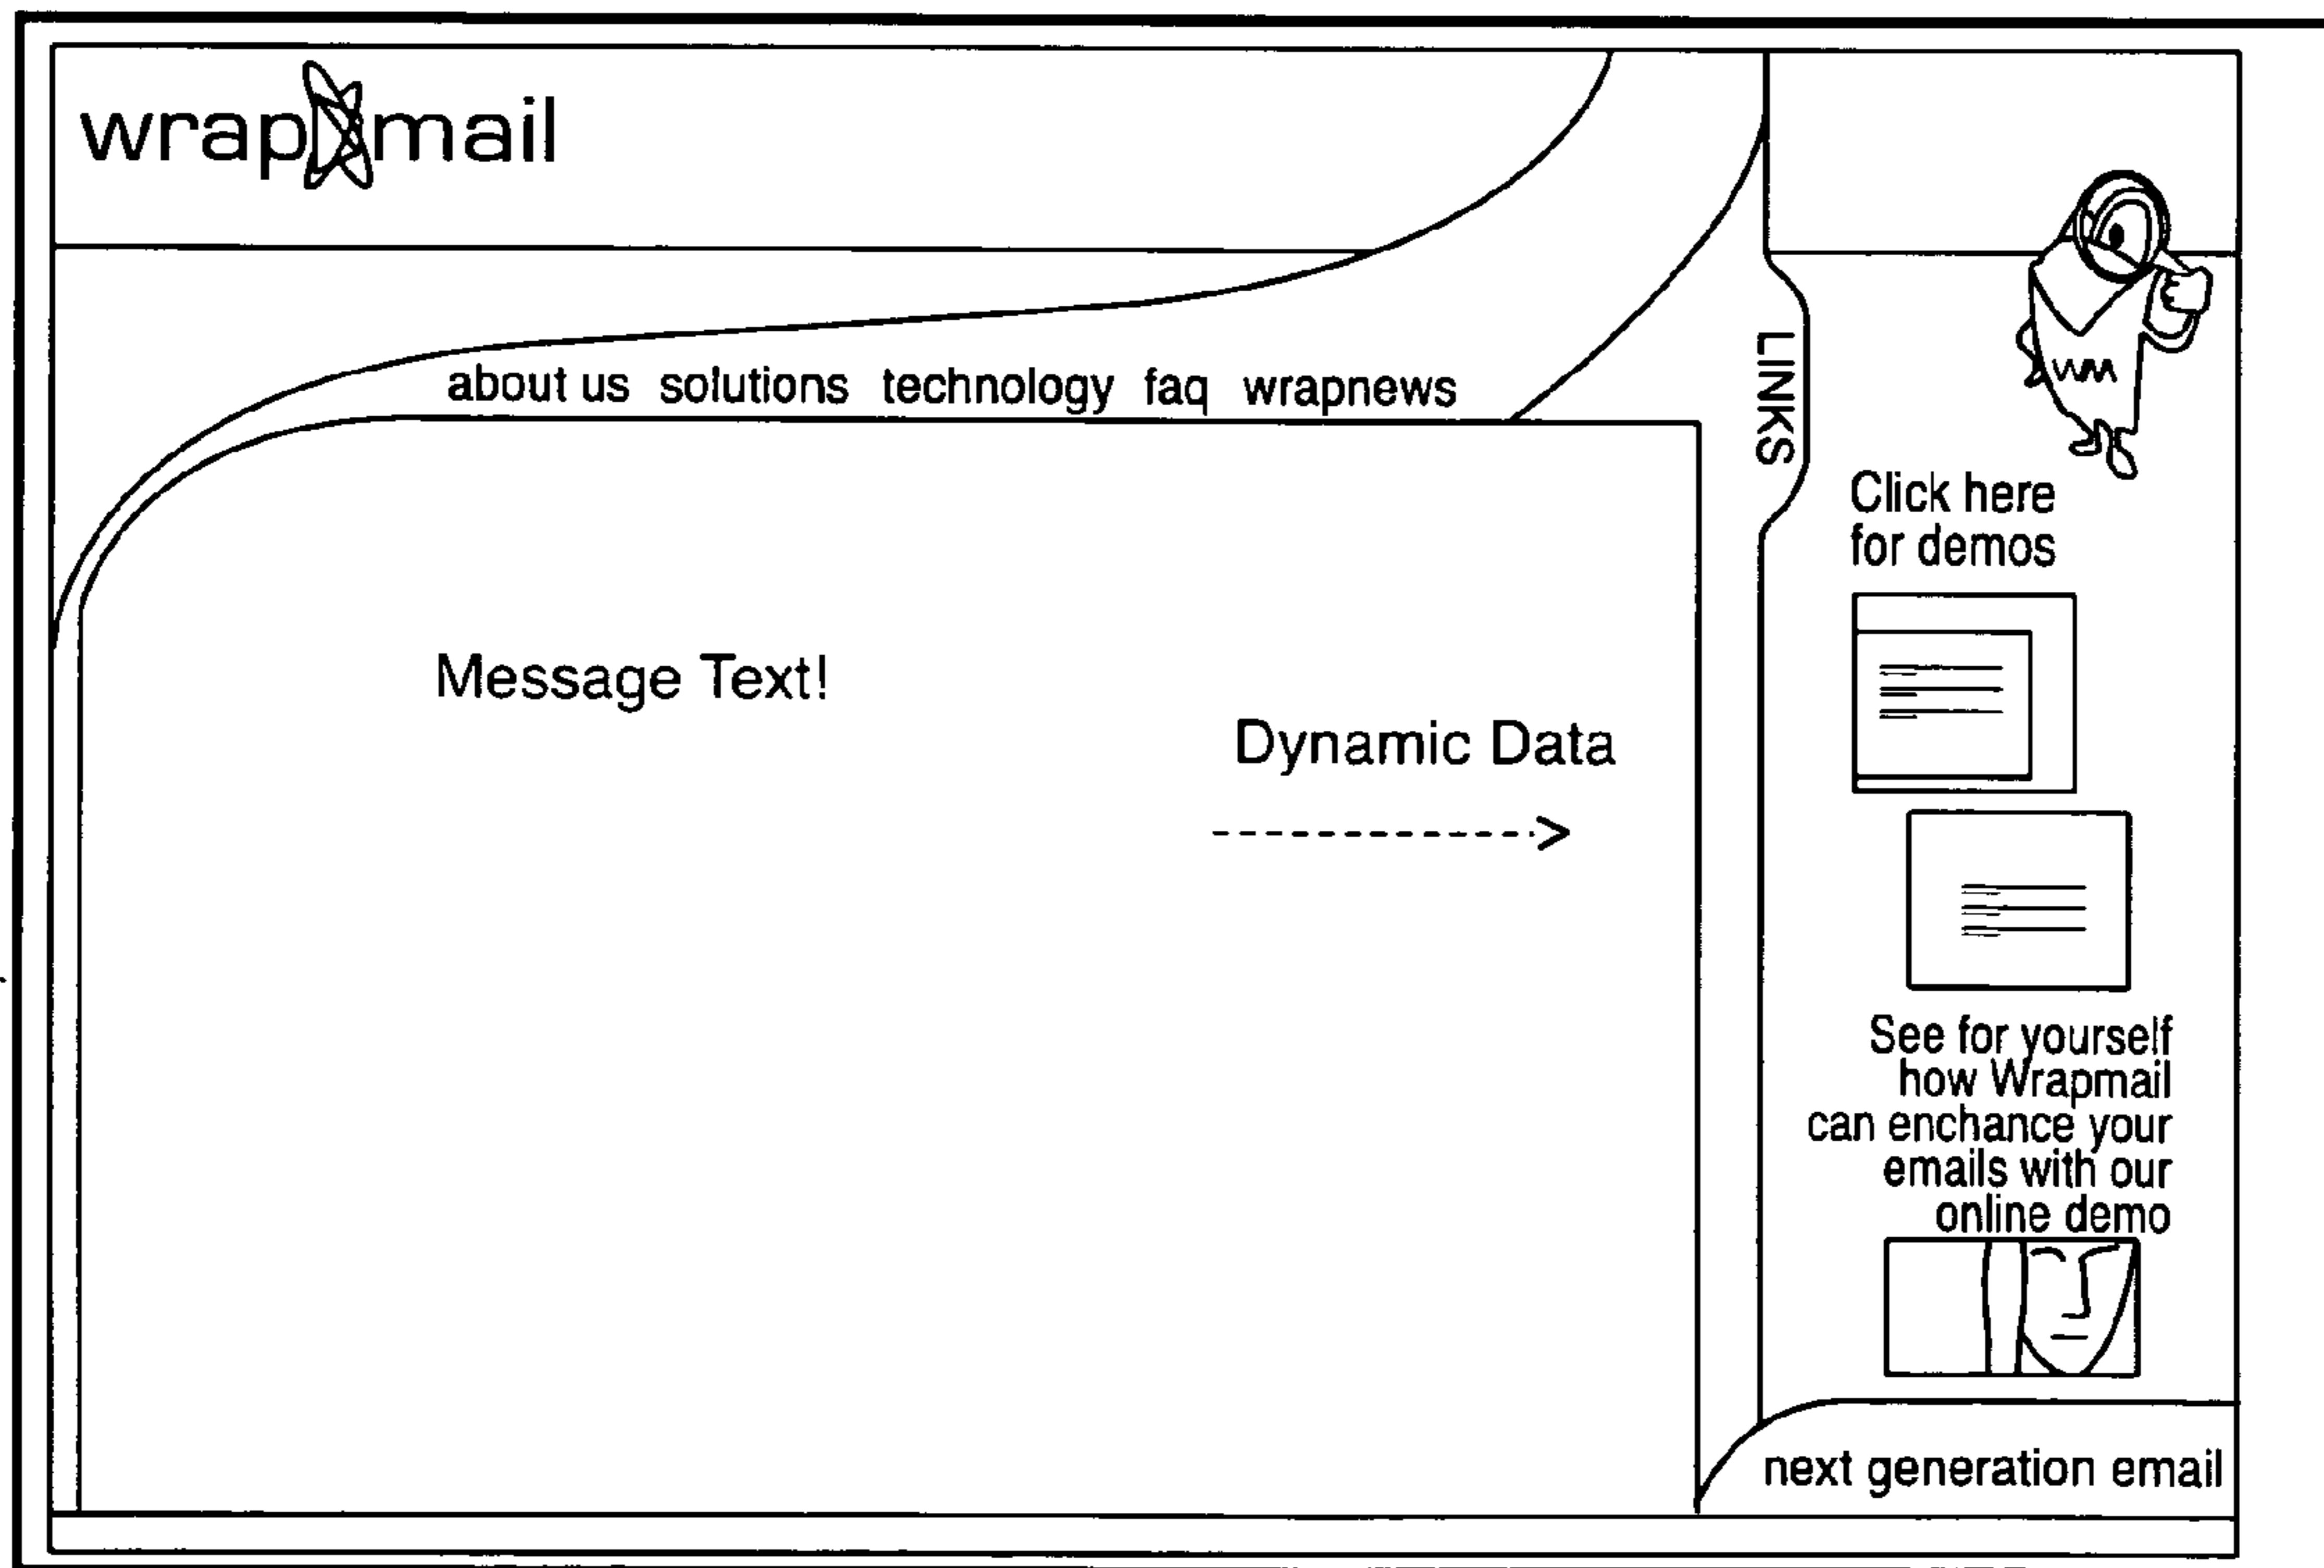 wrapmail
about us solutions technology faq wrapnews
LINKS
WM
Click here
for demos
Message Text!
Dynamic Data
See for yourself
how Wrapmail
can enchance your
emails with our
online demo
next generation email